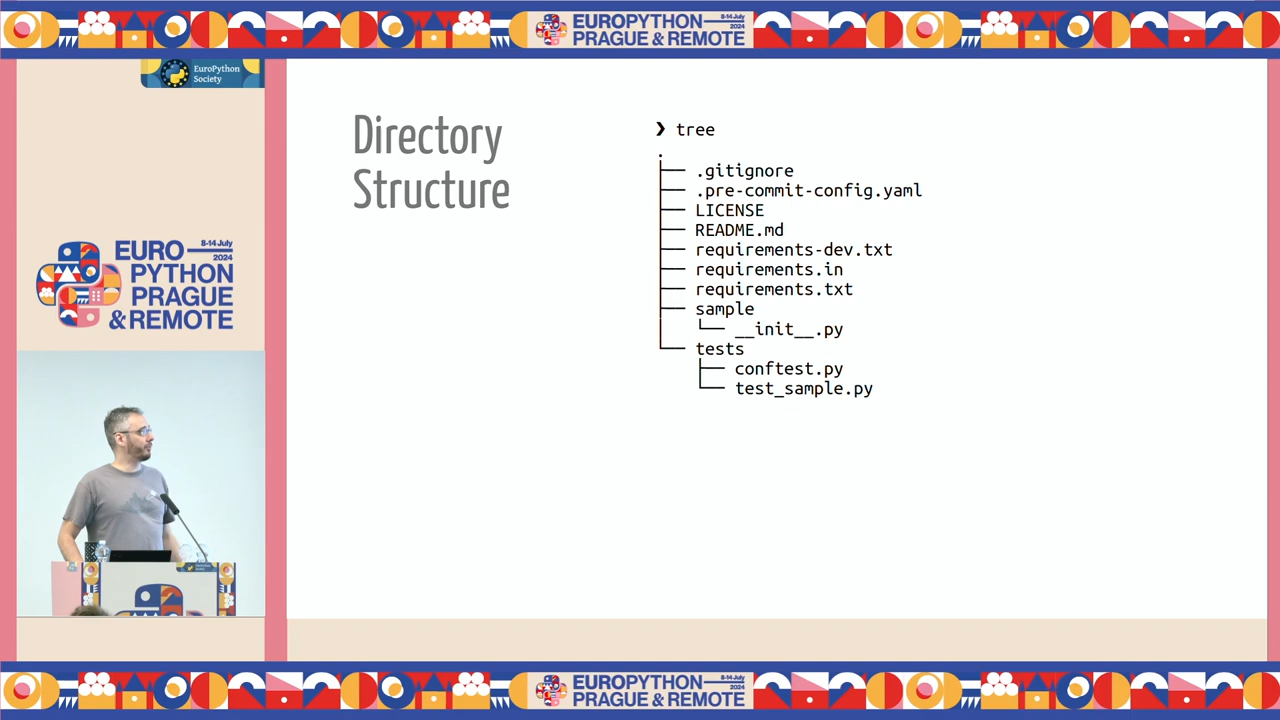 EUROPYTHON
PRAGUE & REMOTE
8-14 July
2024
EuroPython
Society
EURO
PYTHON
PRAGUE
& REMOTE
8-14 July
2024
Directory
Structure
❯ tree
.
├── .gitignore
├── .pre-commit-config.yaml
├── LICENSE
├── README.md
├── requirements-dev.txt
├── requirements.in
├── requirements.txt
├── sample
│   └── __init__.py
└── tests
    ├── conftest.py
    └── test_sample.py
EUROPYTHON
PRAGUE & REMOTE
8-14 July
2024